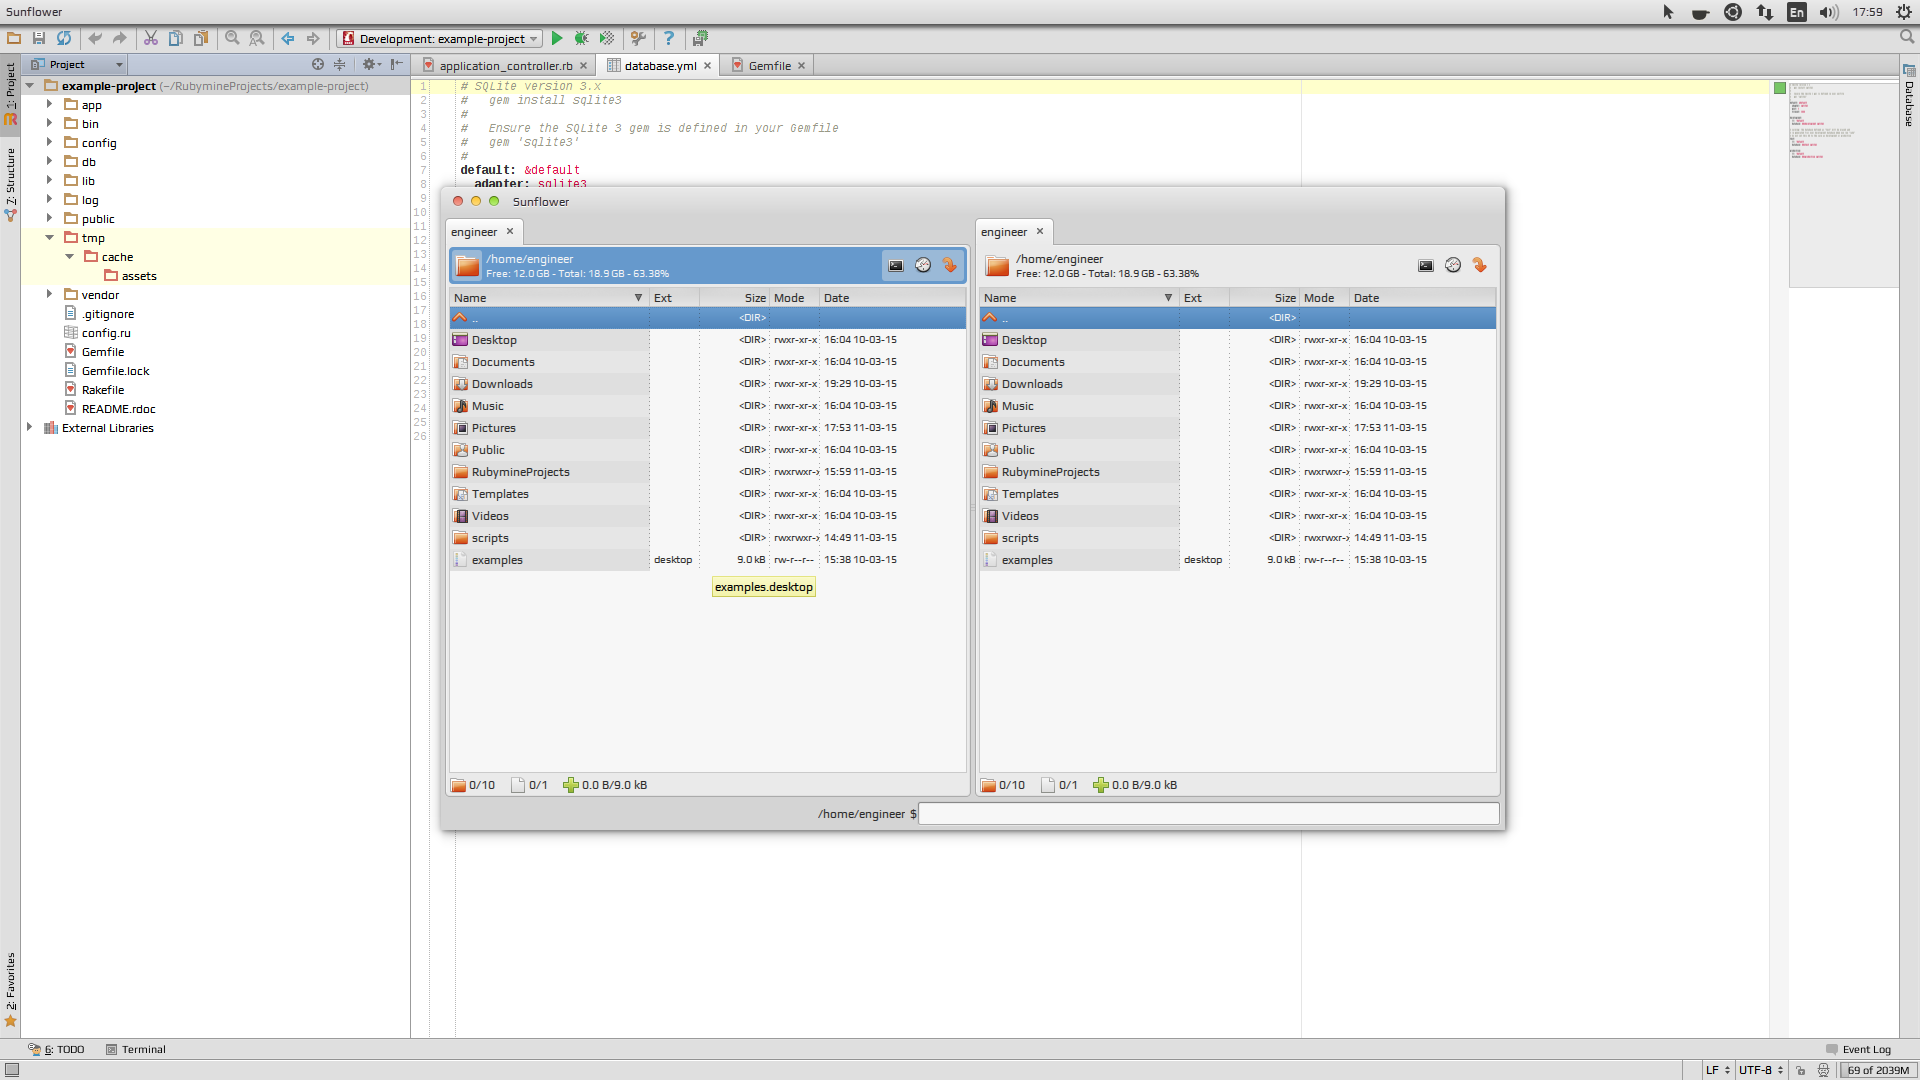 Sunflower
En
17:59
Development: example-project
?
1: Project
Project
example-project (~/RubymineProjects/example-project)
app
bin
config
db
lib
log
public
tmp
cache
assets
vendor
.gitignore
config.ru
Gemfile
Gemfile.lock
Rakefile
README.rdoc
External Libraries
7: Structure
2: Favorites
application_controller.rb
database.yml
Gemfile
Database
1 # SQLite version 3.x
2 #   gem install sqlite3
3 #
4 #   Ensure the SQLite 3 gem is defined in your Gemfile
5 #   gem 'sqlite3'
6 #
7 default: &default
8   adapter: sqlite3
9
10
11
12
13
14
15
16
17
18
19
20
21
22
23
24
25
26
Sunflower
engineer
/home/engineer
Free: 12.0 GB - Total: 18.9 GB - 63.38%
Name Ext Size Mode Date
.. <DIR>
Desktop <DIR> rwxr-xr-x 16:04 10-03-15
Documents <DIR> rwxr-xr-x 16:04 10-03-15
Downloads <DIR> rwxr-xr-x 19:29 10-03-15
Music <DIR> rwxr-xr-x 16:04 10-03-15
Pictures <DIR> rwxr-xr-x 17:53 11-03-15
Public <DIR> rwxr-xr-x 16:04 10-03-15
RubymineProjects <DIR> rwxrwxr-x 15:59 11-03-15
Templates <DIR> rwxr-xr-x 16:04 10-03-15
Videos <DIR> rwxr-xr-x 16:04 10-03-15
scripts <DIR> rwxrwxr-x 14:49 11-03-15
examples desktop 9.0 kB rw-r--r-- 15:38 10-03-15
examples.desktop
0/10 0/1 0.0 B/9.0 kB
engineer
/home/engineer
Free: 12.0 GB - Total: 18.9 GB - 63.38%
Name Ext Size Mode Date
.. <DIR>
Desktop <DIR> rwxr-xr-x 16:04 10-03-15
Documents <DIR> rwxr-xr-x 16:04 10-03-15
Downloads <DIR> rwxr-xr-x 19:29 10-03-15
Music <DIR> rwxr-xr-x 16:04 10-03-15
Pictures <DIR> rwxr-xr-x 17:53 11-03-15
Public <DIR> rwxr-xr-x 16:04 10-03-15
RubymineProjects <DIR> rwxrwxr-x 15:59 11-03-15
Templates <DIR> rwxr-xr-x 16:04 10-03-15
Videos <DIR> rwxr-xr-x 16:04 10-03-15
scripts <DIR> rwxrwxr-x 14:49 11-03-15
examples desktop 9.0 kB rw-r--r-- 15:38 10-03-15
0/10 0/1 0.0 B/9.0 kB
/home/engineer $
6: TODO
Terminal
Event Log
LF
UTF-8
69 of 2039M